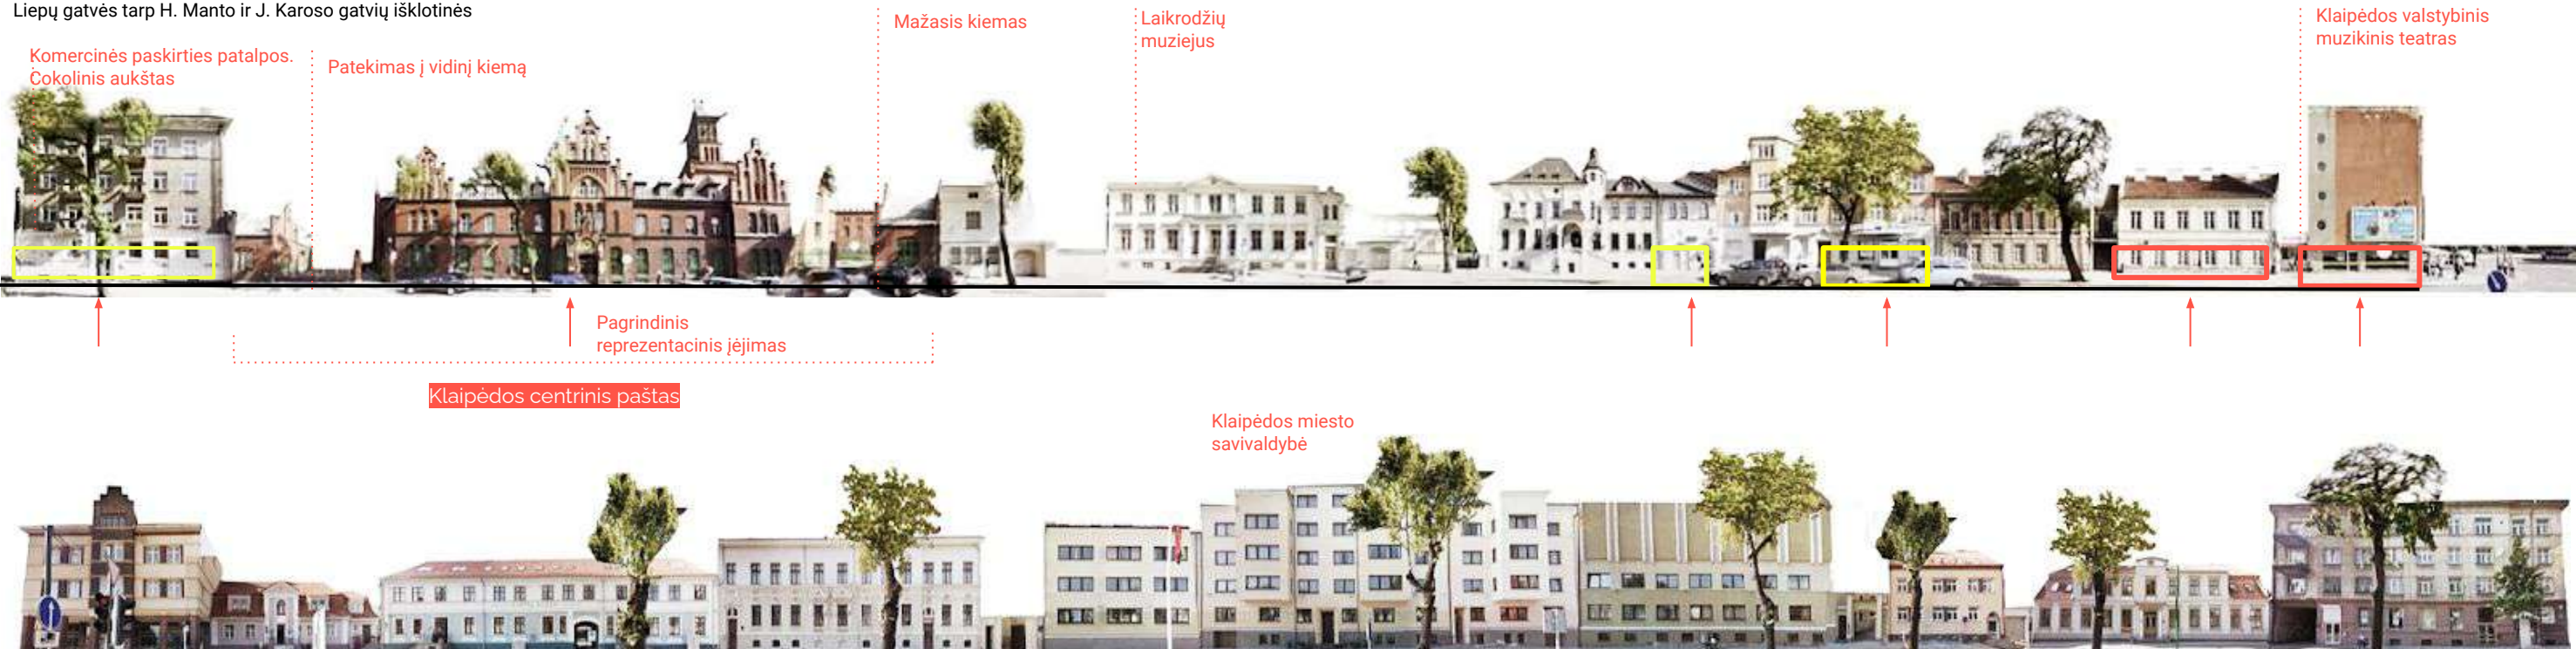 Liepų gatvės tarp H. Manto ir J. Karoso gatvių išklotinės
Komercinės paskirties patalpos.
Cokolinis aukštas
Patekimas į vidinį kiemą
Mažasis kiemas
Laikrodžių
muziejus
Klaipėdos valstybinis
muzikinis teatras
Pagrindinis
reprezentacinis įėjimas
Klaipėdos centrinis paštas
Klaipėdos miesto
savivaldybė